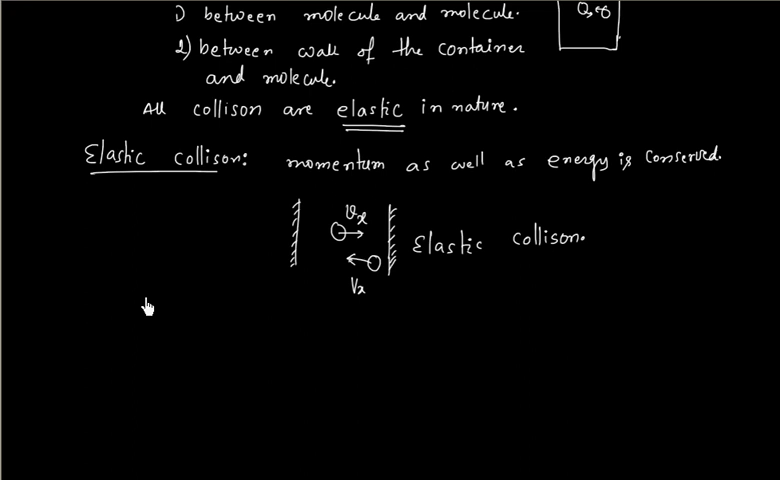 1) between molecule and molecule.
2) between wall of the container
and molecule.
All collison are elastic in nature.
Elastic collison: momentum as well as energy is conserved.
vx
Elastic collison.
Vx